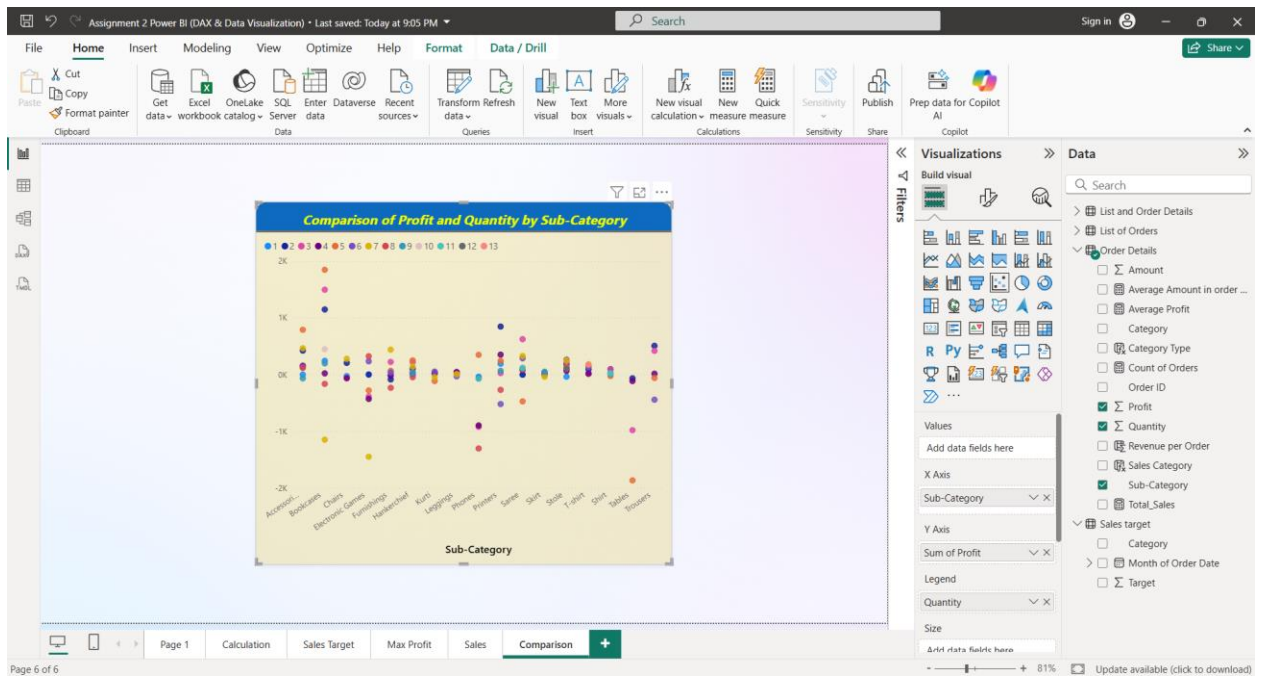 Assignment 2 Power BI (DAX & Data Visualization) • Last saved: Today at 9:05 PM
Search
Sign in
File Home Insert Modeling View Optimize Help Format Data / Drill
Share
Paste
Cut
Copy
Format painter
Clipboard
Get data
Excel workbook
OneLake catalog
SQL Server
Enter data
Dataverse
Recent sources
Data
Transform data
Refresh
Queries
New visual
Text box
More visuals
Insert
New visual calculation
New measure
Quick measure
Calculations
Sensitivity
Sensitivity
Publish
Share
Prep data for AI
Copilot
Copilot
Comparison of Profit and Quantity by Sub-Category
1 2 3 4 5 6 7 8 9 10 11 12 13
2K
1K
0K
-1K
-2K
Accessori...
Bookcases
Chairs
Electronic Games
Furnishings
Hankerchief
Kurti
Leggings
Phones
Printers
Saree
Skirt
Stole
T-shirt
Shirt
Tables
Trousers
Sub-Category
Filters
Visualizations
Build visual
123
R Py
Values
Add data fields here
X Axis
Sub-Category
Y Axis
Sum of Profit
Legend
Quantity
Size
Add data fields here
Data
Search
List and Order Details
List of Orders
Order Details
Amount
Average Amount in order ...
Average Profit
Category
Category Type
Count of Orders
Order ID
Profit
Quantity
Revenue per Order
Sales Category
Sub-Category
Total_Sales
Sales target
Category
Month of Order Date
Target
Page 1 Calculation Sales Target Max Profit Sales Comparison
Page 6 of 6
81%
Update available (click to download)